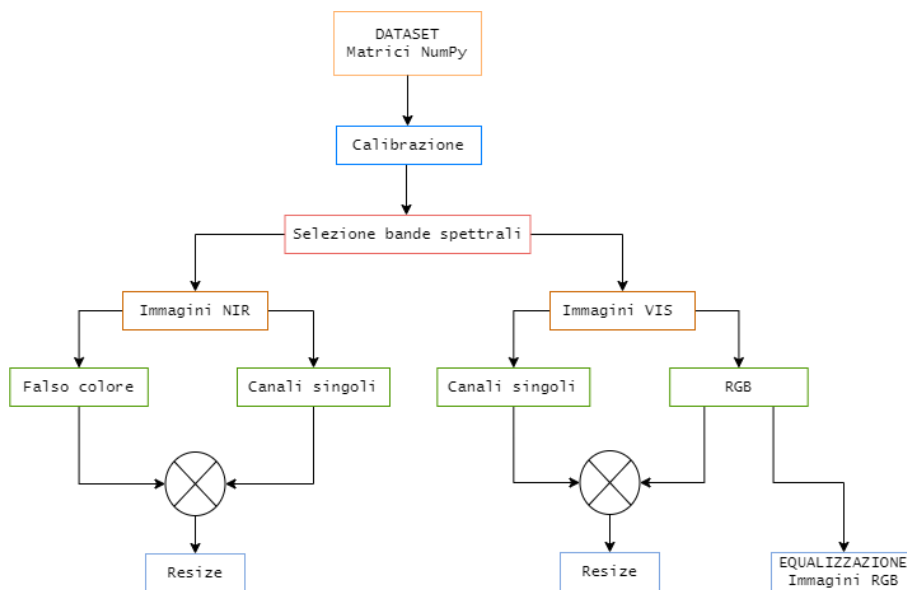 DATASET
Matrici NumPy
Calibrazione
Selezione bande spettrali
Immagini NIR
Immagini VIS
Falso colore
Canali singoli
Canali singoli
RGB
Resize
Resize
EQUALIZZAZIONE
Immagini RGB